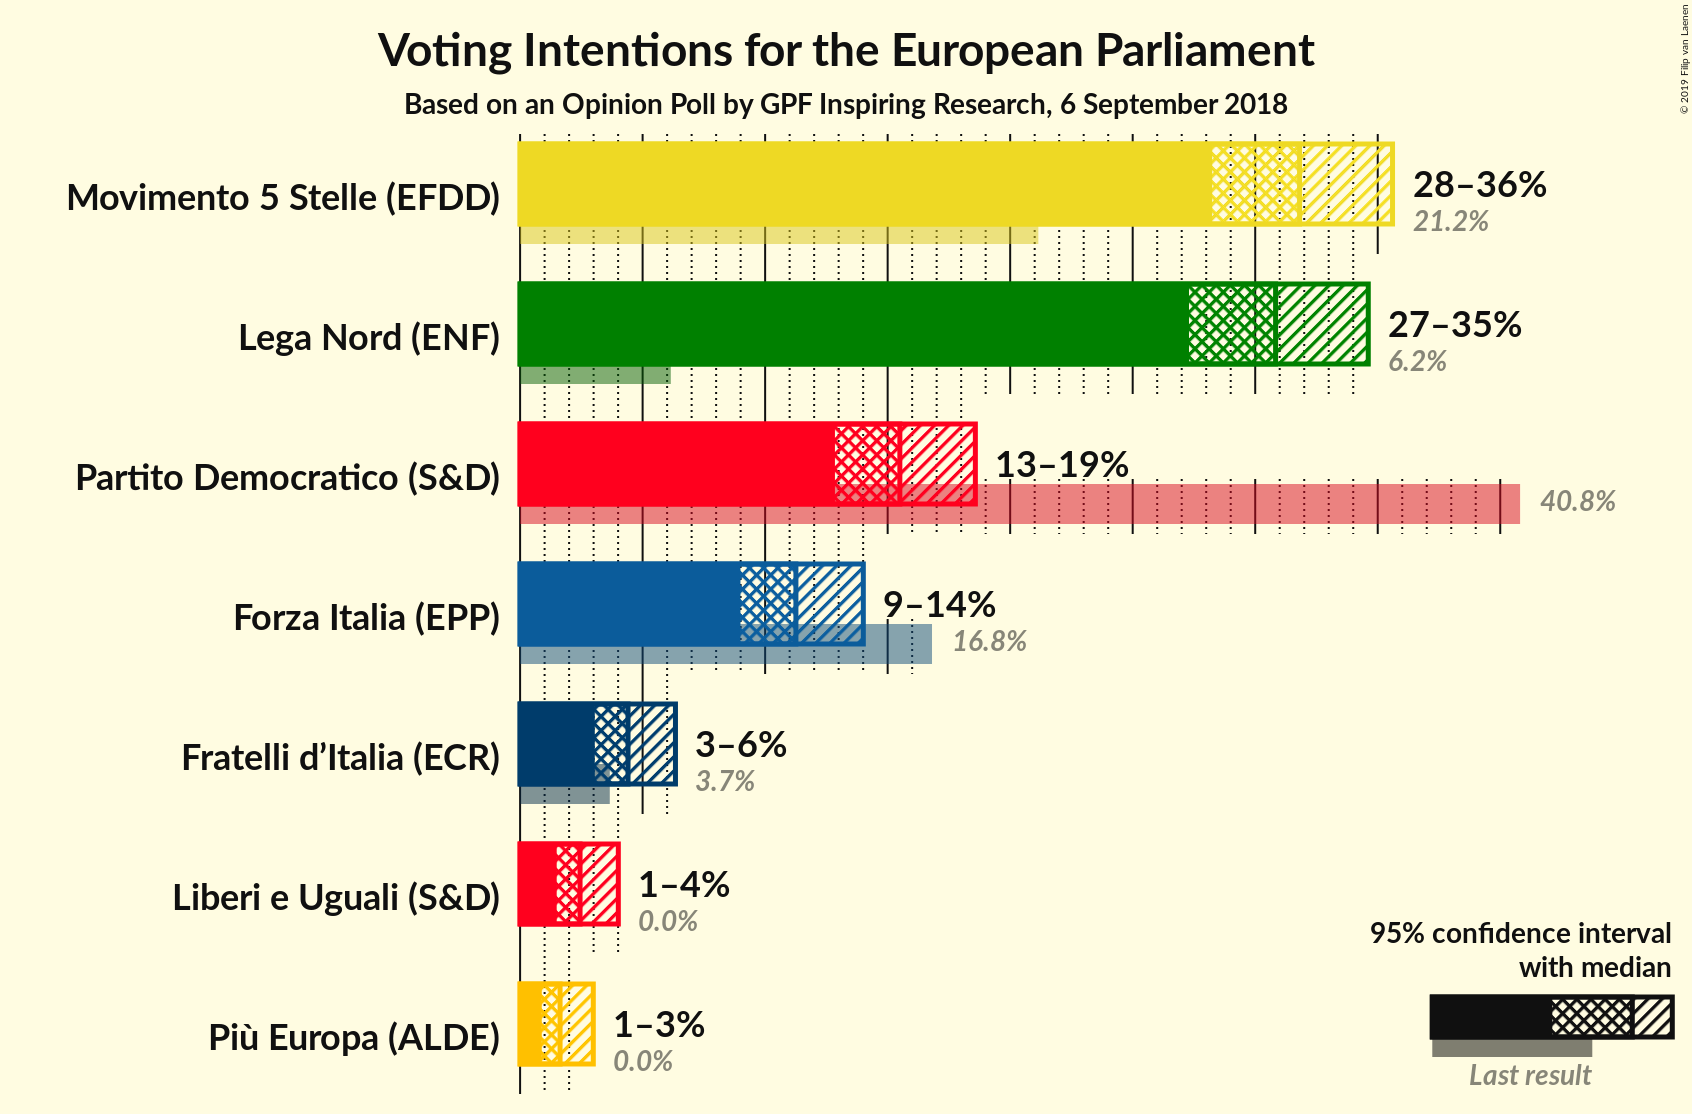 Voting Intentions for the European Parliament
Based on an Opinion Poll by GPF Inspiring Research, 6 September 2018
© 2019 Filip van Laenen
Movimento 5 Stelle (EFDD)
28–36%
21.2%
Lega Nord (ENF)
27–35%
6.2%
Partito Democratico (S&D)
13–19%
40.8%
Forza Italia (EPP)
9–14%
16.8%
Fratelli d’Italia (ECR)
3–6%
3.7%
Liberi e Uguali (S&D)
1–4%
0.0%
Più Europa (ALDE)
1–3%
0.0%
95% confidence interval
with median
Last result